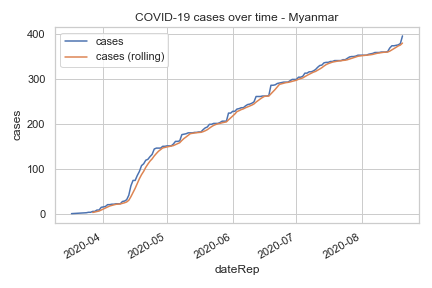 COVID-19 cases over time - Myanmar
cases
cases (rolling)
400
300
200
100
0
cases
2020-04
2020-05
2020-06
2020-07
2020-08
dateRep